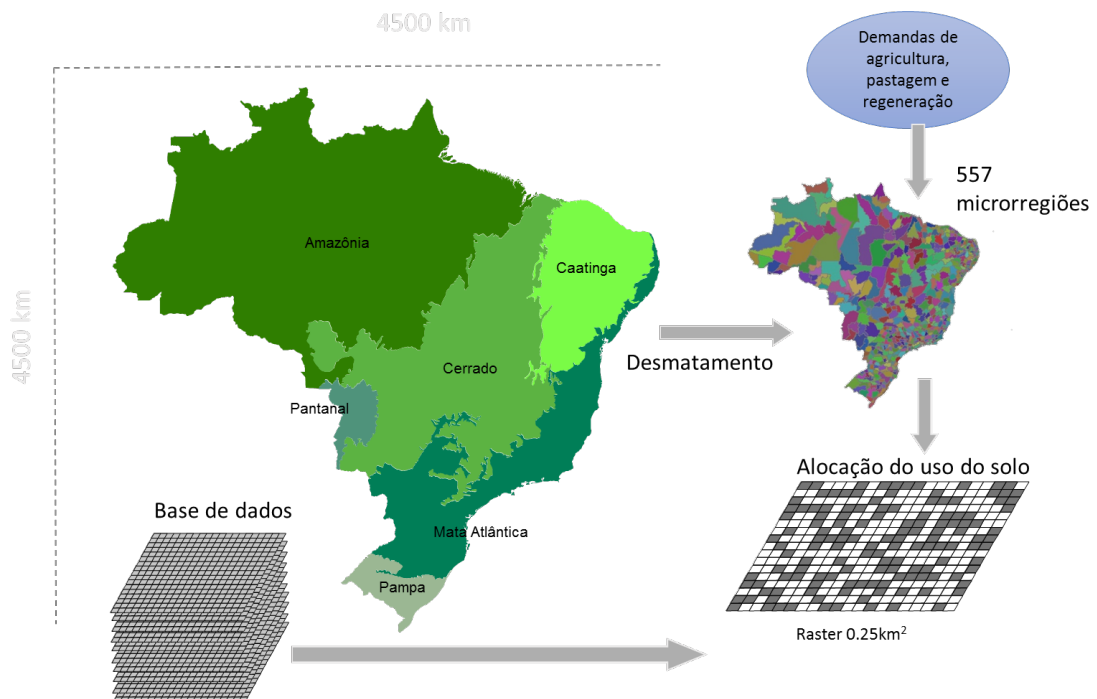 4500 km
4500 km
Demandas de
agricultura,
pastagem e
regeneração
557
microrregiões
Amazônia
Caatinga
Cerrado
Pantanal
Mata Atlântica
Pampa
Desmatamento
Alocação do uso do solo
Base de dados
Raster 0.25km²